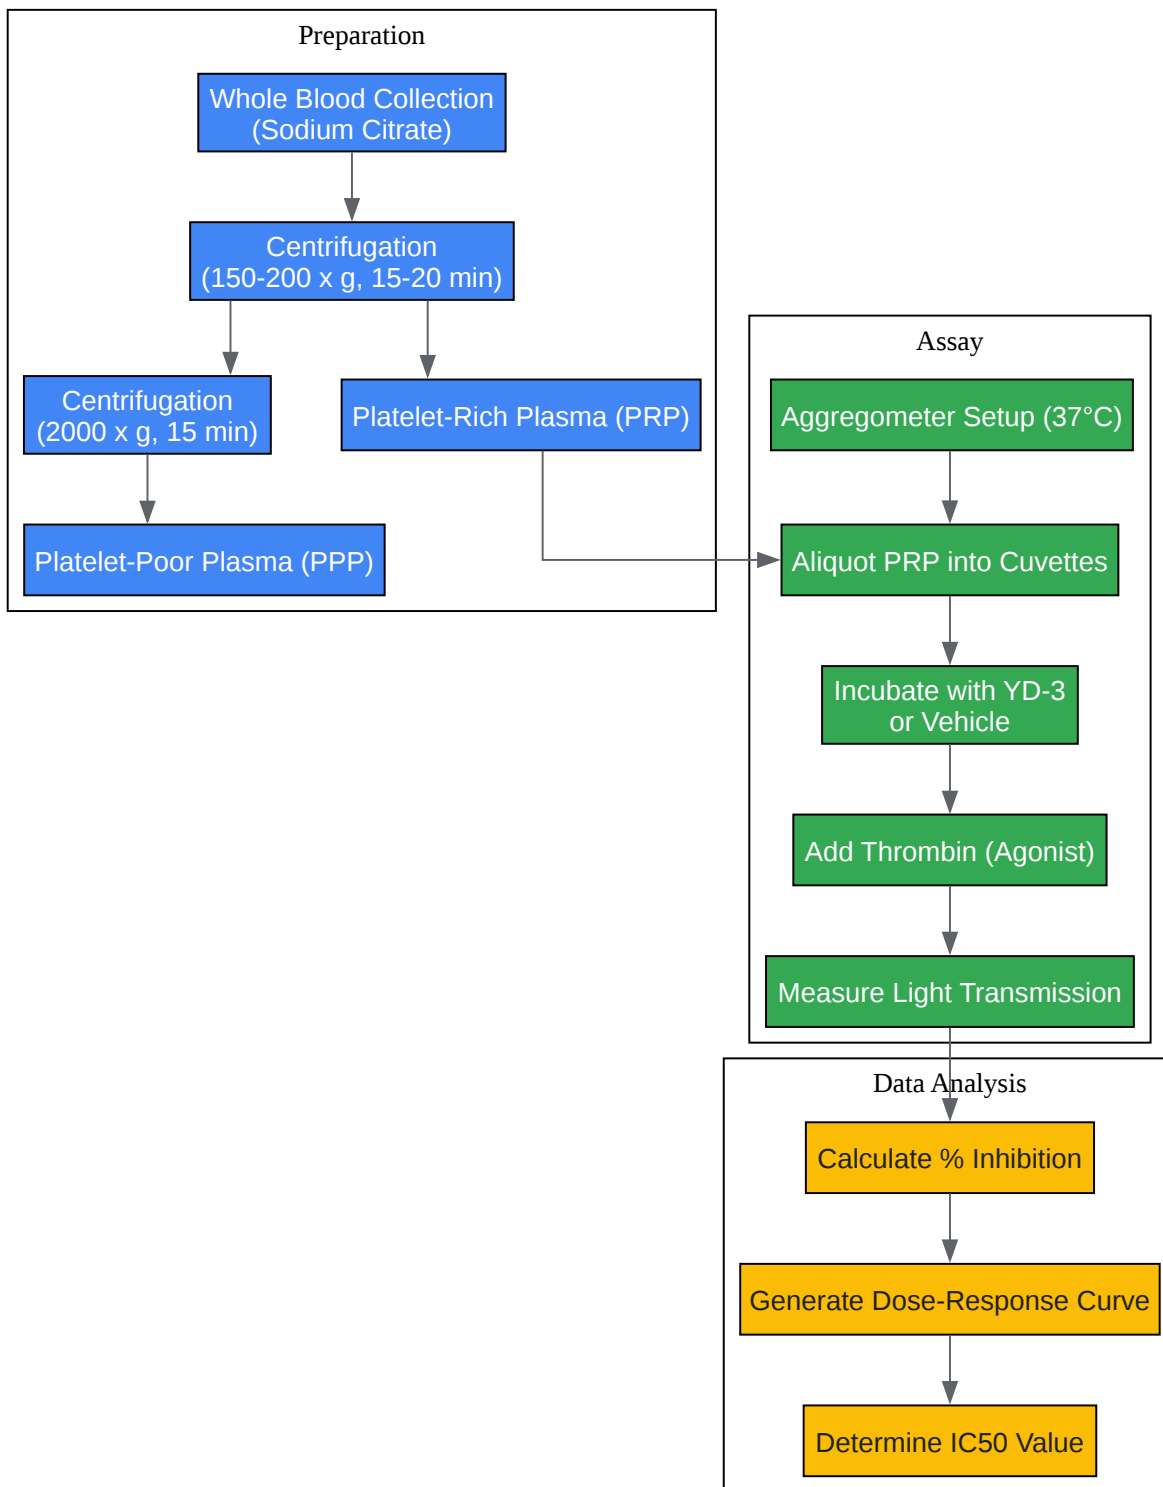 Preparation
Whole Blood Collection
(Sodium Citrate)
Centrifugation
(150-200 x g, 15-20 min)
Centrifugation
(2000 x g, 15 min)
Platelet-Rich Plasma (PRP)
Platelet-Poor Plasma (PPP)
Assay
Aggregometer Setup (37°C)
Aliquot PRP into Cuvettes
Incubate with YD-3
or Vehicle
Add Thrombin (Agonist)
Measure Light Transmission
Data Analysis
Calculate % Inhibition
Generate Dose-Response Curve
Determine IC50 Value